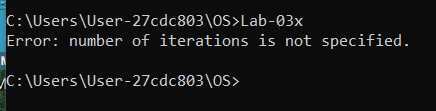 C:\Users\User-27cdc803\OS>Lab-03x
Error: number of iterations is not specified.
C:\Users\User-27cdc803\OS>